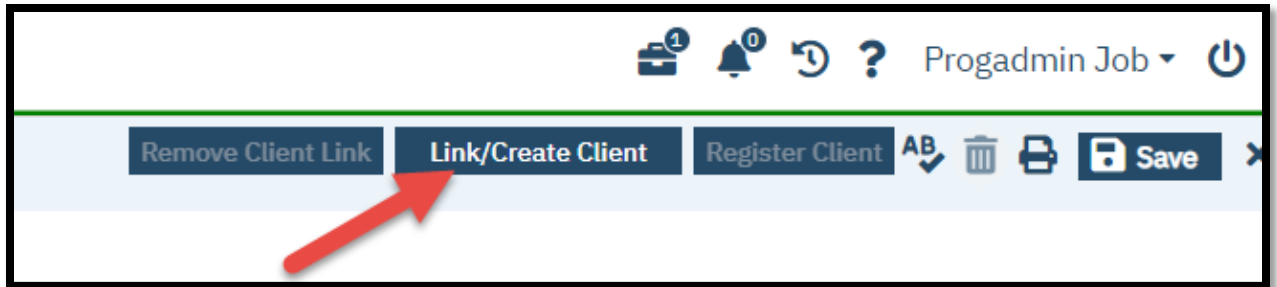 1 0 ? Progadmin Job
Remove Client Link Link/Create Client Register Client AB Save